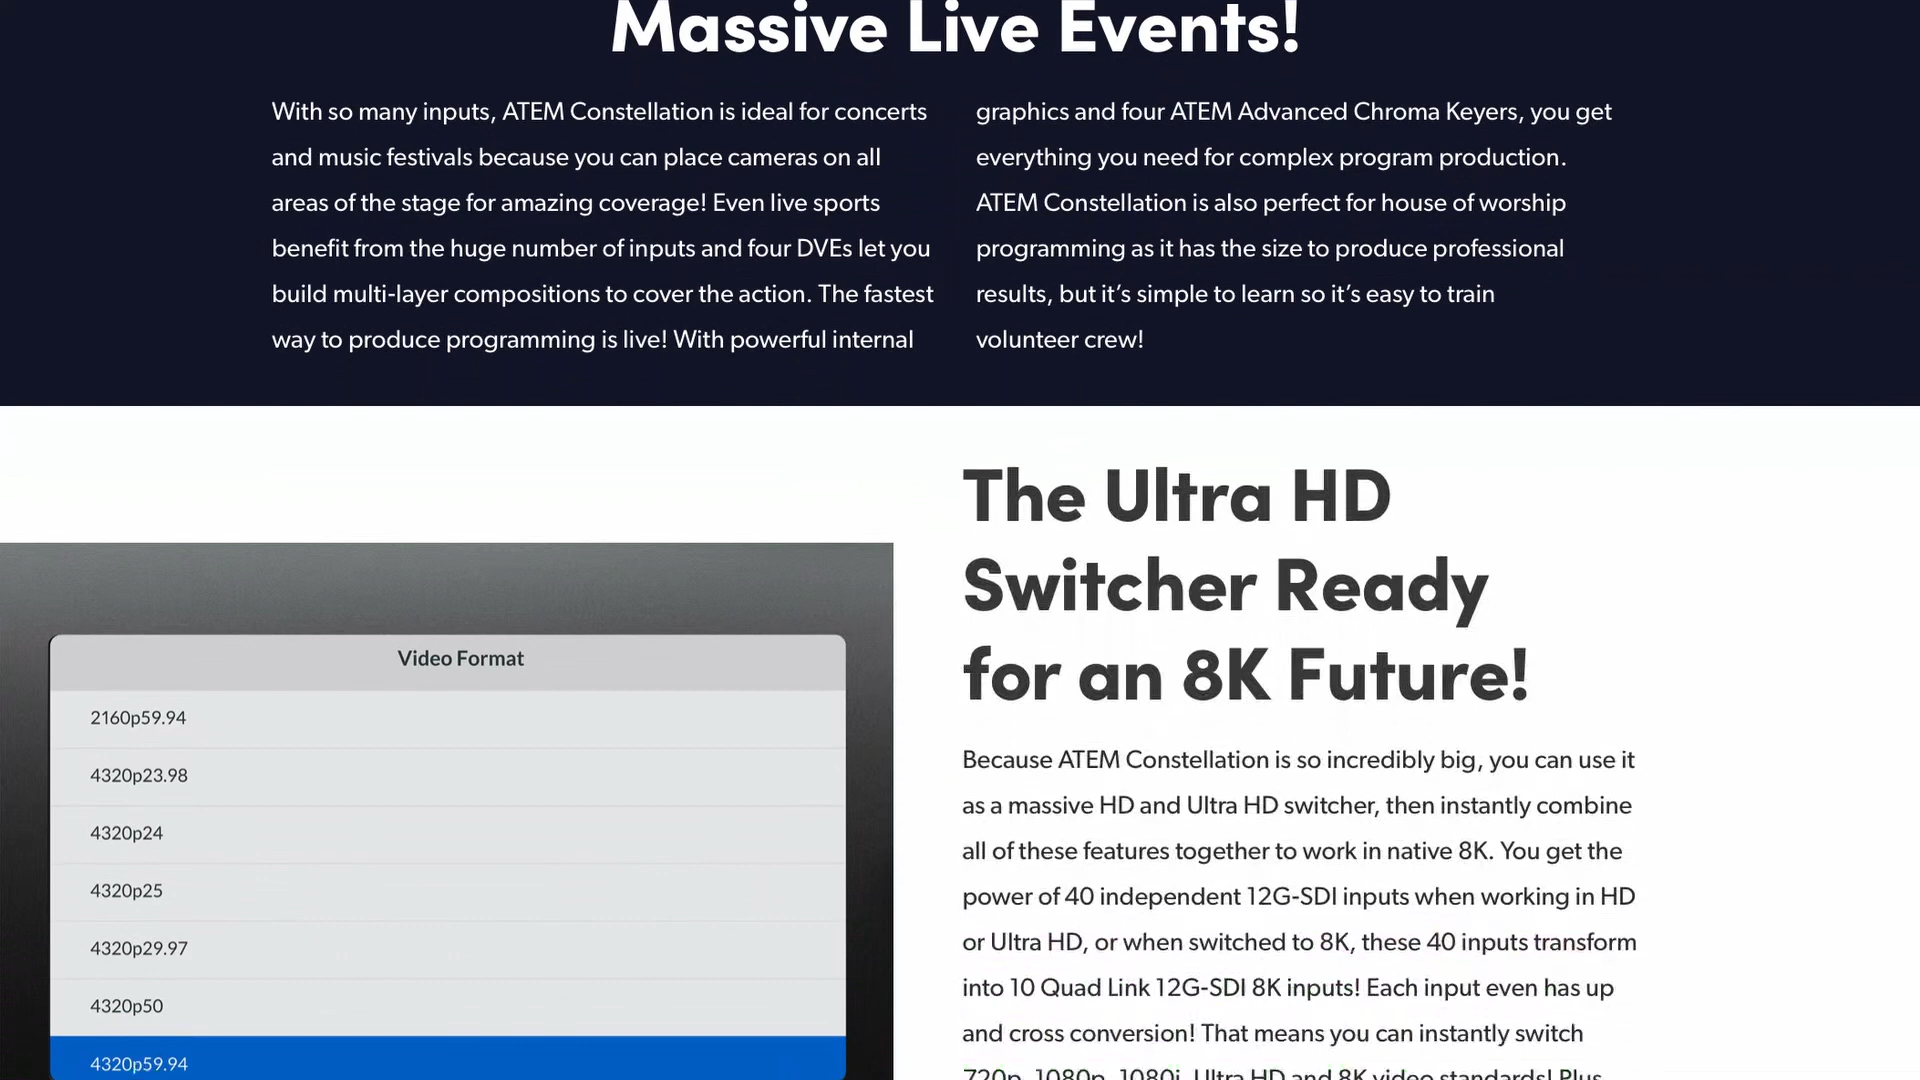 Massive Live Events!
With so many inputs, ATEM Constellation is ideal for concerts
and music festivals because you can place cameras on all
areas of the stage for amazing coverage! Even live sports
benefit from the huge number of inputs and four DVEs let you
build multi-layer compositions to cover the action. The fastest
way to produce programming is live! With powerful internal
graphics and four ATEM Advanced Chroma Keyers, you get
everything you need for complex program production.
ATEM Constellation is also perfect for house of worship
programming as it has the size to produce professional
results, but it’s simple to learn so it’s easy to train
volunteer crew!
Video Format
2160p59.94
4320p23.98
4320p24
4320p25
4320p29.97
4320p50
4320p59.94
The Ultra HD
Switcher Ready
for an 8K Future!
Because ATEM Constellation is so incredibly big, you can use it
as a massive HD and Ultra HD switcher, then instantly combine
all of these features together to work in native 8K. You get the
power of 40 independent 12G-SDI inputs when working in HD
or Ultra HD, or when switched to 8K, these 40 inputs transform
into 10 Quad Link 12G-SDI 8K inputs! Each input even has up
and cross conversion! That means you can instantly switch
720p, 1080p, 1080i, Ultra HD and 8K video standards! Plus